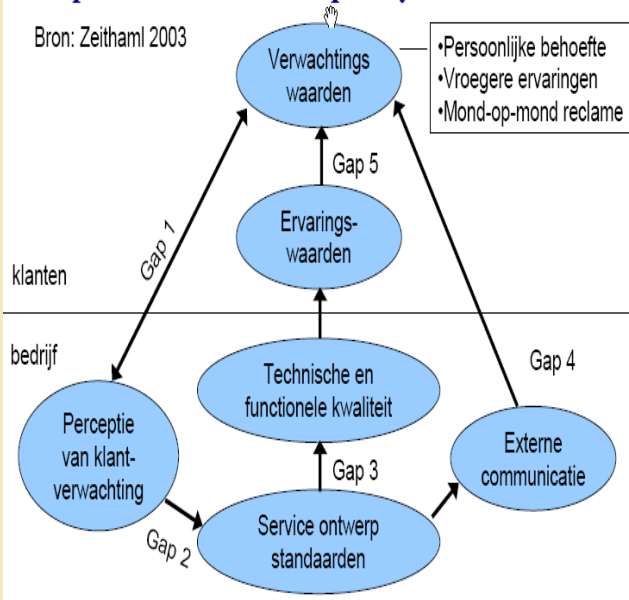 Bron: Zeithaml 2003
Verwachtings
waarden
•Persoonlijke behoefte
•Vroegere ervaringen
•Mond-op-mond reclame
Gap 5
Gap 1
Ervarings-
waarden
klanten
bedrijf
Technische en
functionele kwaliteit
Gap 4
Perceptie
van klant-
verwachting
Externe
communicatie
Gap 3
Gap 2
Service ontwerp
standaarden